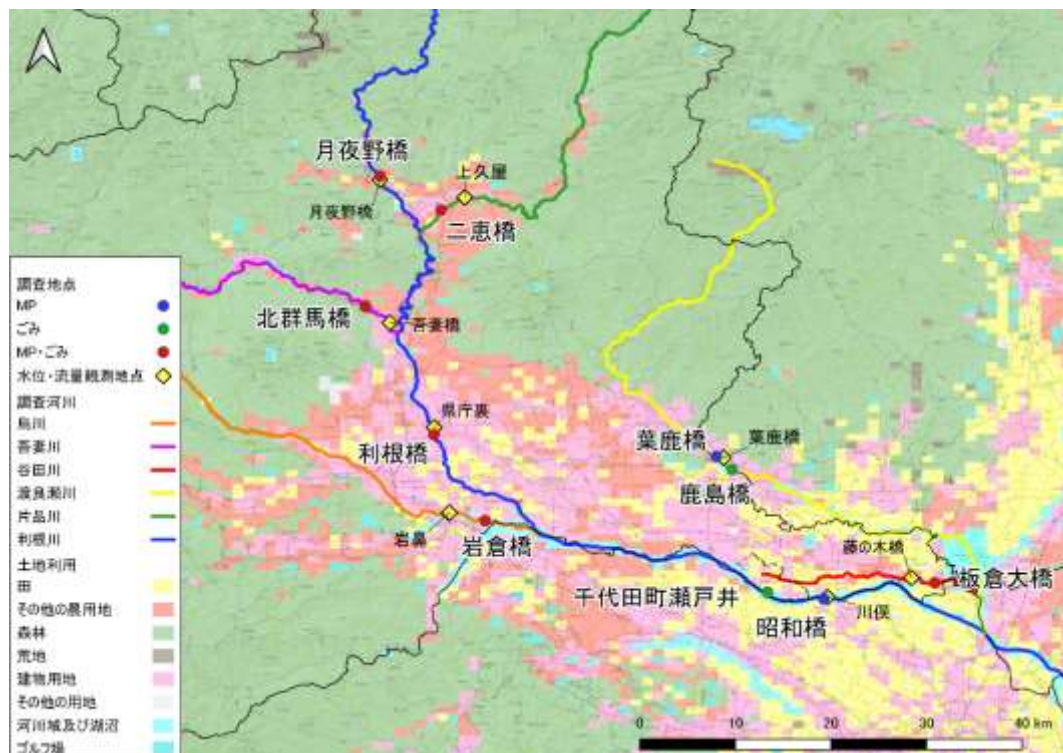 月夜野橋
上久屋
月夜野橋
二恵橋
北群馬橋
吾妻橋
県庁裏
利根橋
葉鹿橋
葉鹿橋
鹿島橋
岩鼻
岩倉橋
藤の木橋
板倉大橋
千代田町瀬戸井
昭和橋
川俣
調査地点
MP
ごみ
MP・ごみ
水位・流量観測地点
調査河川
烏川
吾妻川
谷田川
渡良瀬川
片品川
利根川
土地利用
田
その他の農用地
森林
荒地
建物用地
その他の用地
河川域及び湖沼
ゴルフ場
0 10 20 30 40 km